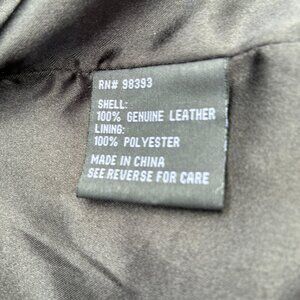 RN# 98393
SHELL:
100% GENUINE LEATHER
LINING:
100% POLYESTER
MADE IN CHINA
SEE REVERSE FOR CARE